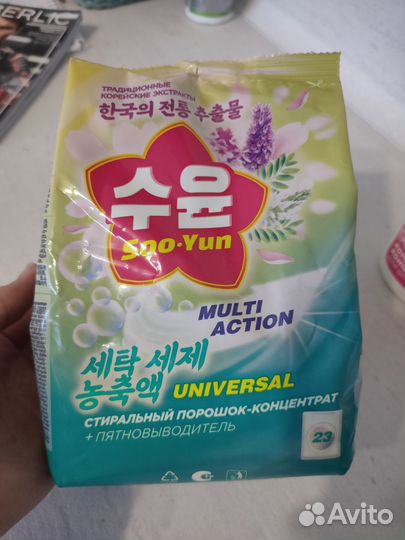 BERLIC
ТРАДИЦИОННЫЕ
КОРЕЙСКИЕ ЭКСТРАКТЫ
한국의 전통 추출물
수윤
Soo-Yun
MULTI
ACTION
세탁 세제
농축액 UNIVERSAL
СТИРАЛЬНЫЙ ПОРОШОК-КОНЦЕНТРАТ
+ ПЯТНОВЫВОДИТЕЛЬ
23
Avito